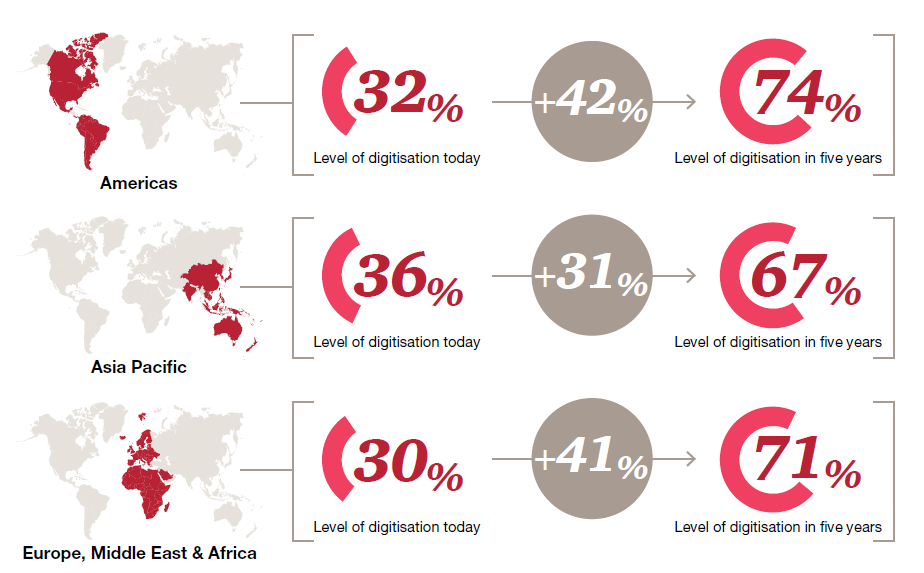 32%
+42%
74%
Level of digitisation today
Level of digitisation in five years
Americas
36%
+31%
67%
Level of digitisation today
Level of digitisation in five years
Asia Pacific
30%
+41%
71%
Level of digitisation today
Level of digitisation in five years
Europe, Middle East & Africa